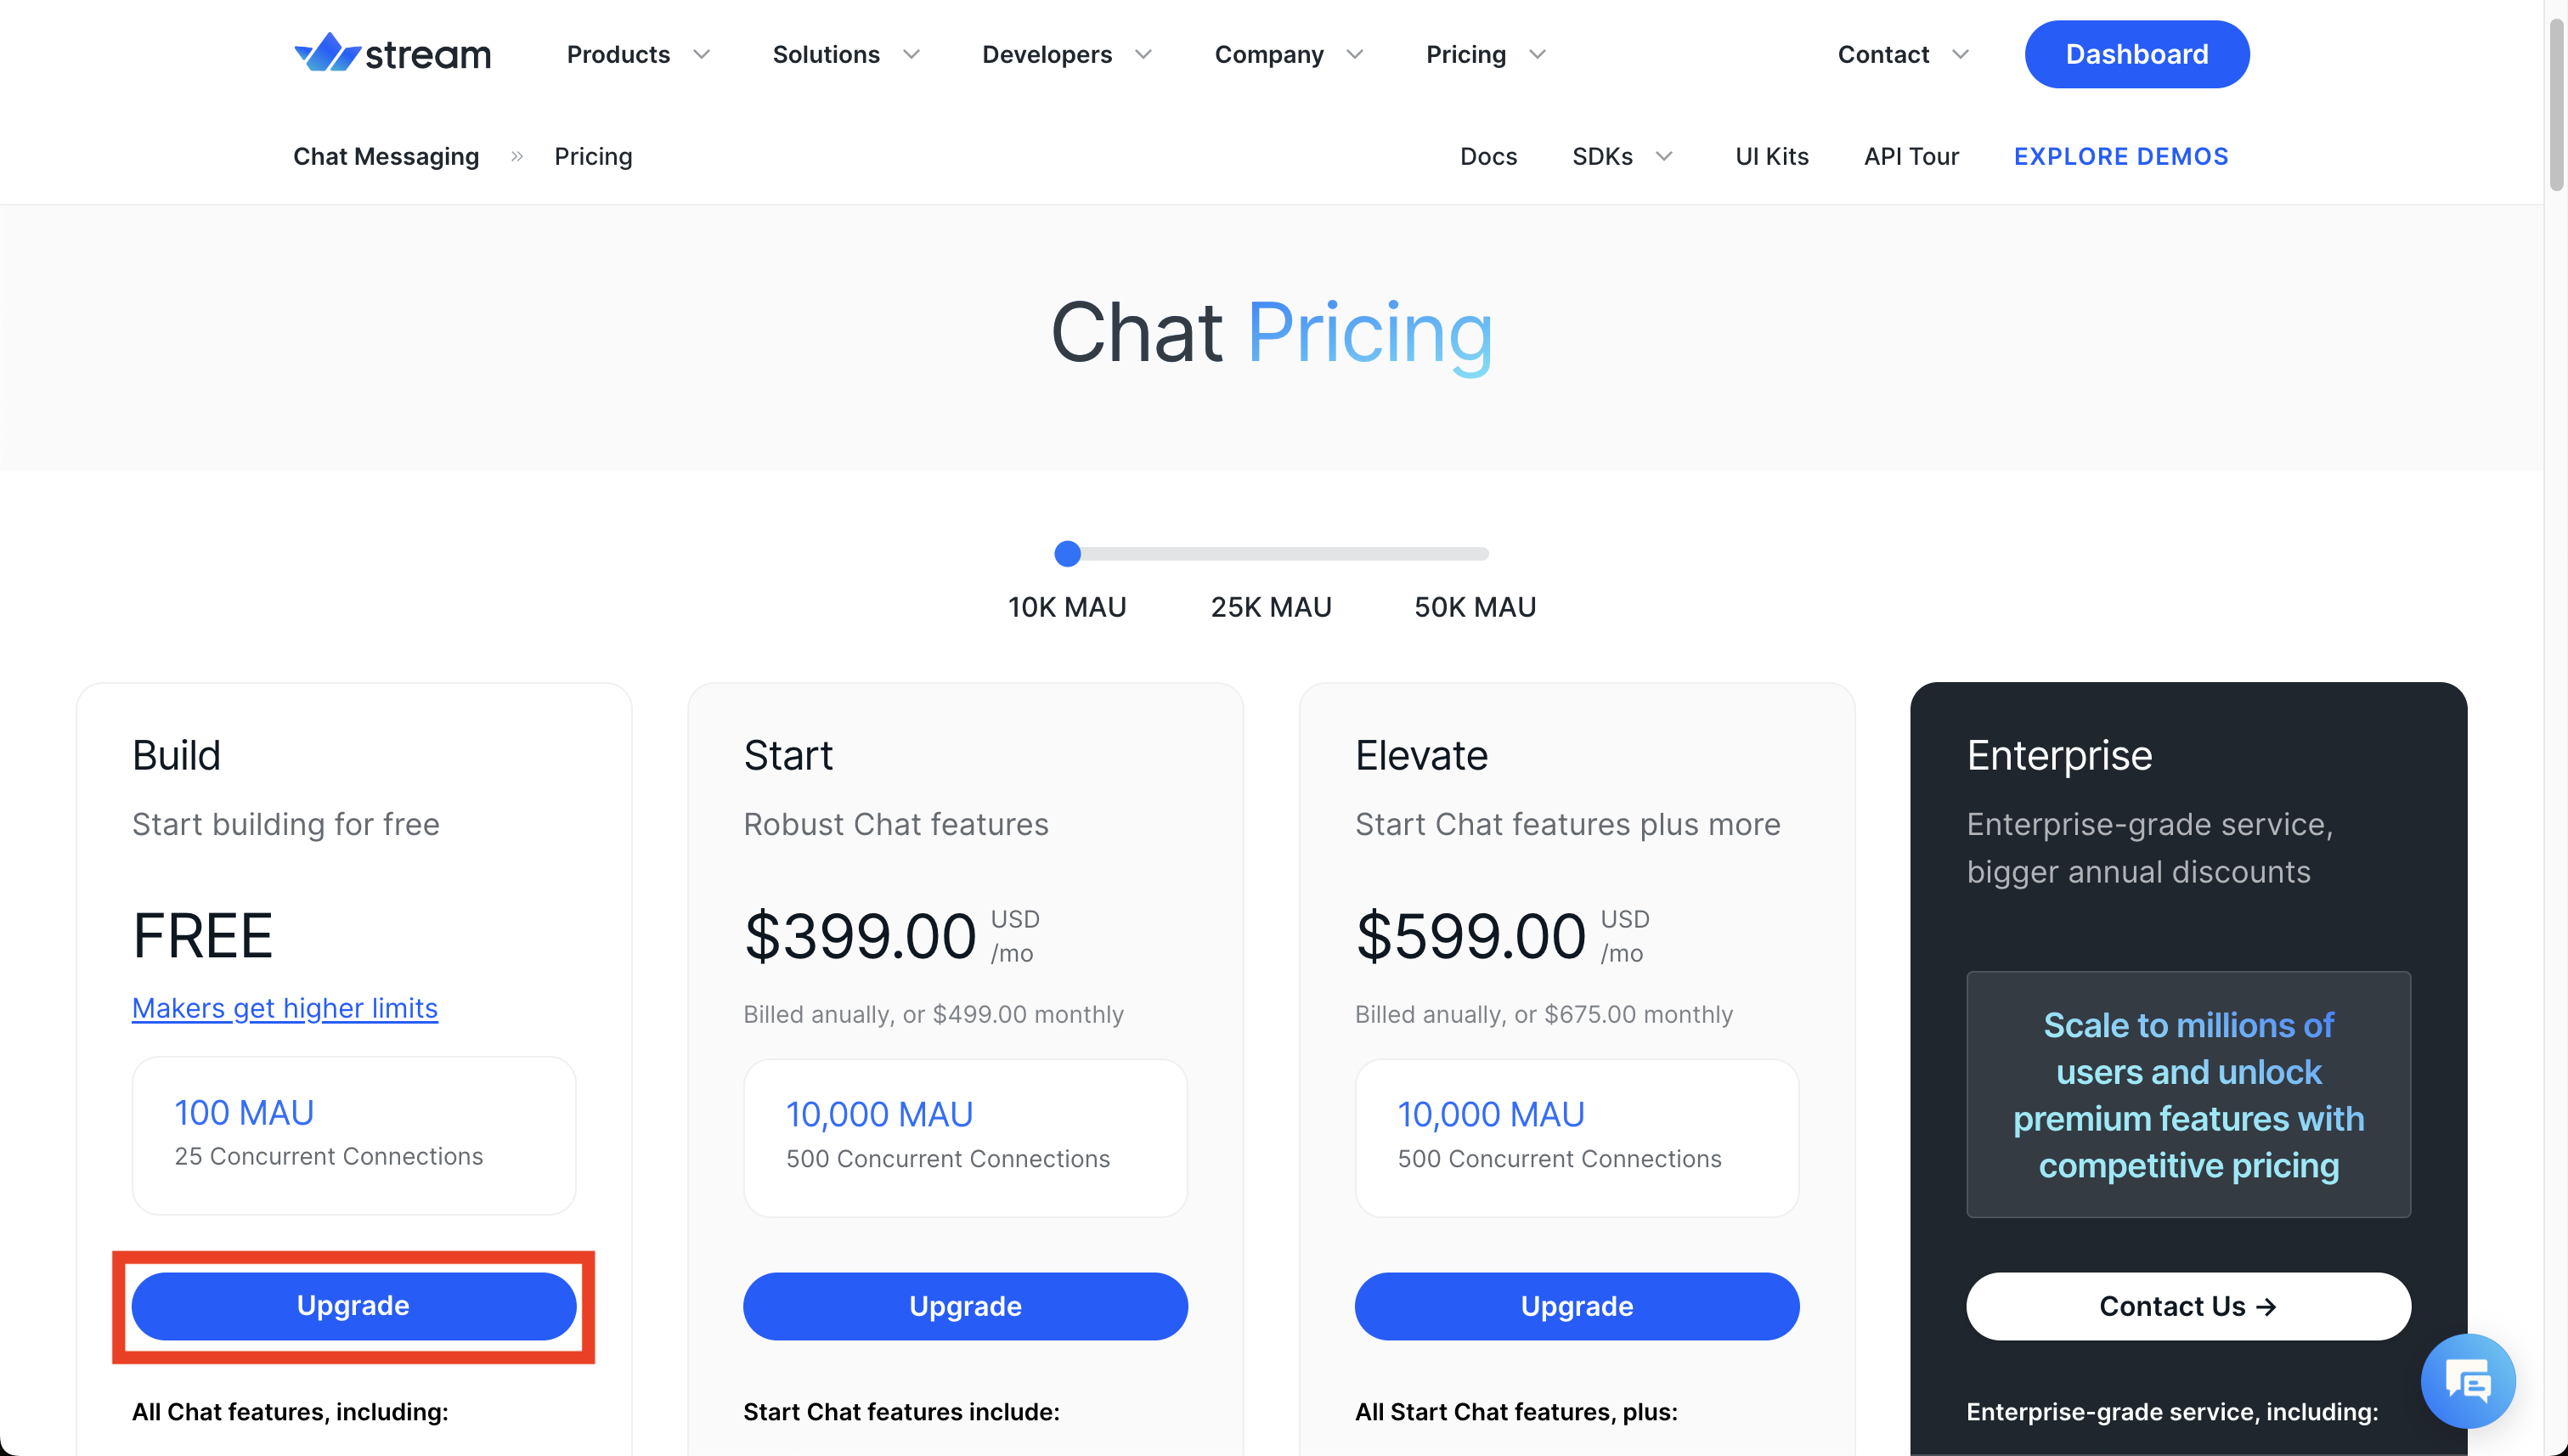 stream
Products
Solutions
Developers
Company
Pricing
Contact
Dashboard
Chat Messaging » Pricing
Docs
SDKs
UI Kits
API Tour
EXPLORE DEMOS
Chat Pricing
10K MAU
25K MAU
50K MAU
Build
Start building for free
FREE
Makers get higher limits
100 MAU
25 Concurrent Connections
Upgrade
All Chat features, including:
Start
Robust Chat features
$399.00 USD
/mo
Billed anually, or $499.00 monthly
10,000 MAU
500 Concurrent Connections
Upgrade
Start Chat features include:
Elevate
Start Chat features plus more
$599.00 USD
/mo
Billed anually, or $675.00 monthly
10,000 MAU
500 Concurrent Connections
Upgrade
All Start Chat features, plus:
Enterprise
Enterprise-grade service,
bigger annual discounts
Scale to millions of
users and unlock
premium features with
competitive pricing
Contact Us →
Enterprise-grade service, including: